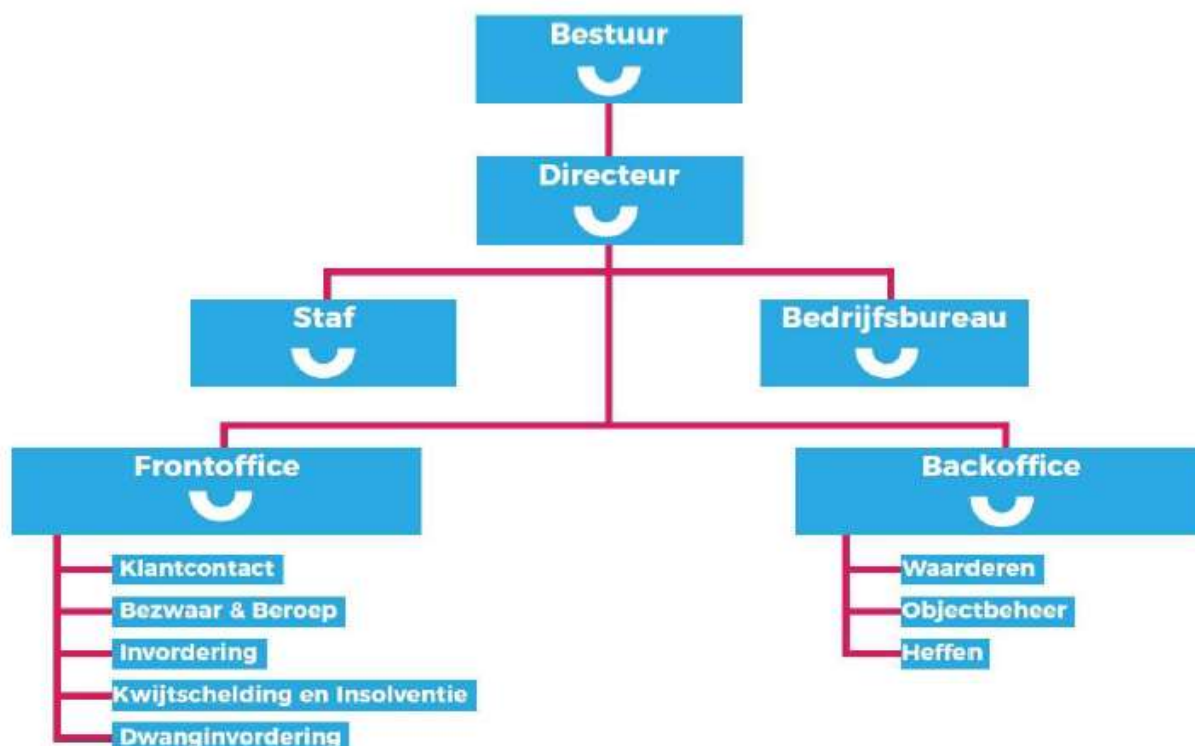 Bestuur
Directeur
Staf
Bedrijfsbureau
Frontoffice
Klantcontact
Bezwaar & Beroep
Invordering
Kwijtschelding en Insolventie
Dwanginvordering
Backoffice
Waarderen
Objectbeheer
Heffen